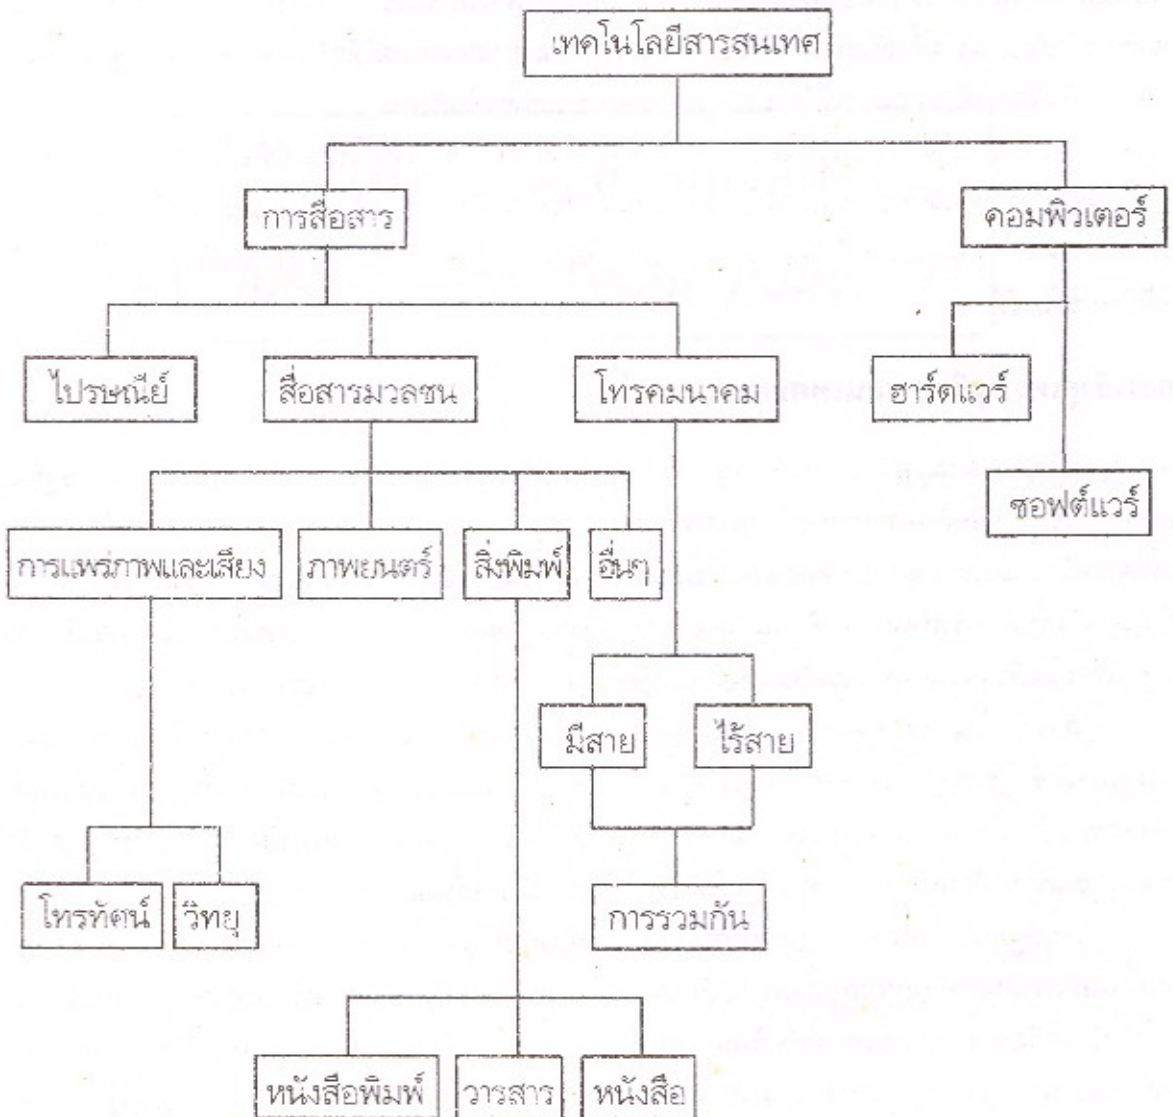 เทคโนโลยีสารสนเทศ
การสื่อสาร
คอมพิวเตอร์
ไปรษณีย์
สื่อสารมวลชน
โทรคมนาคม
ฮาร์ดแวร์
ซอฟต์แวร์
การแพร่ภาพและเสียง
ภาพยนตร์
สิ่งพิมพ์
อื่นๆ
มีสาย
ไร้สาย
โทรทัศน์
วิทยุ
การรวมกัน
หนังสือพิมพ์
วารสาร
หนังสือ